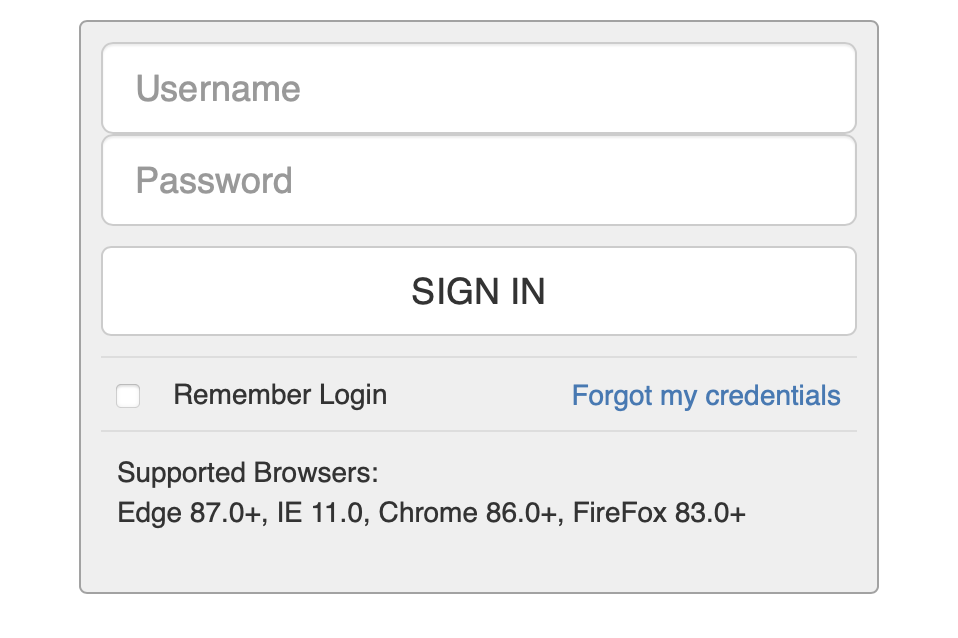 Username
Password
SIGN IN
Remember Login Forgot my credentials
Supported Browsers:
Edge 87.0+, IE 11.0, Chrome 86.0+, FireFox 83.0+